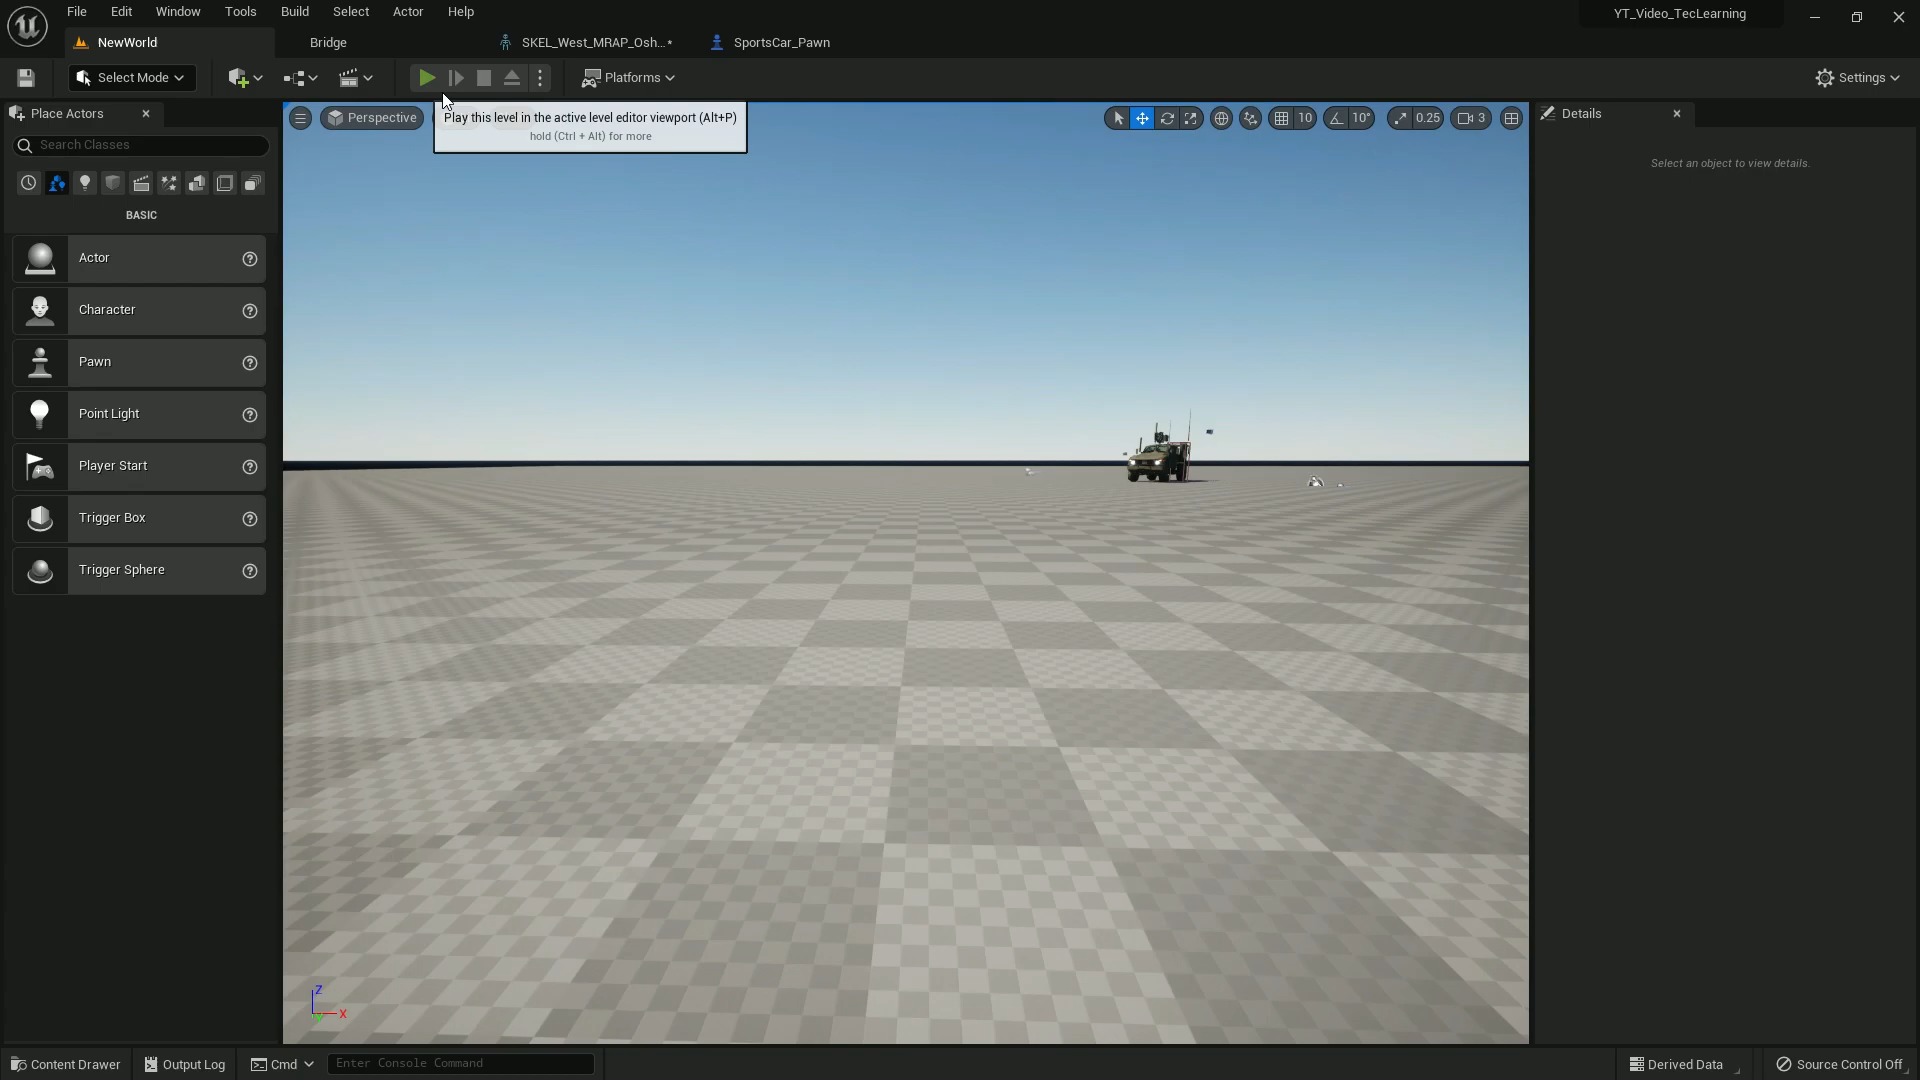 File Edit Window Tools Build Select Actor Help
YT_Video_TecLearning
NewWorld Bridge SKEL_West_MRAP_Osh...* SportsCar_Pawn
Select Mode Platforms Settings
Place Actors
Search Classes
BASIC
Actor
Character
Pawn
Point Light
Player Start
Trigger Box
Trigger Sphere
Perspective
Play this level in the active level editor viewport (Alt+P)
hold (Ctrl + Alt) for more
10 10° 0.25 3
Details
Select an object to view details.
Z
X
Content Drawer Output Log Cmd Enter Console Command Derived Data Source Control Off